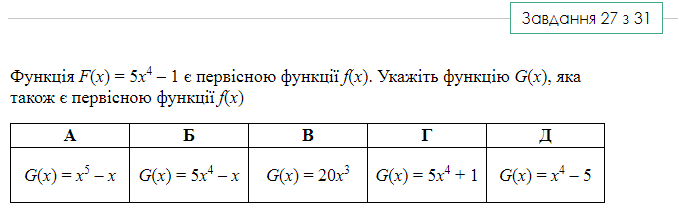 Завдання 27 з 31
Функція F(x) = 5x⁴ – 1 є первісною функції f(x). Укажіть функцію G(x), яка
також є первісною функції f(x)
А Б В Г Д
G(x) = x⁵ – x G(x) = 5x⁴ – x G(x) = 20x³ G(x) = 5x⁴ + 1 G(x) = x⁴ – 5